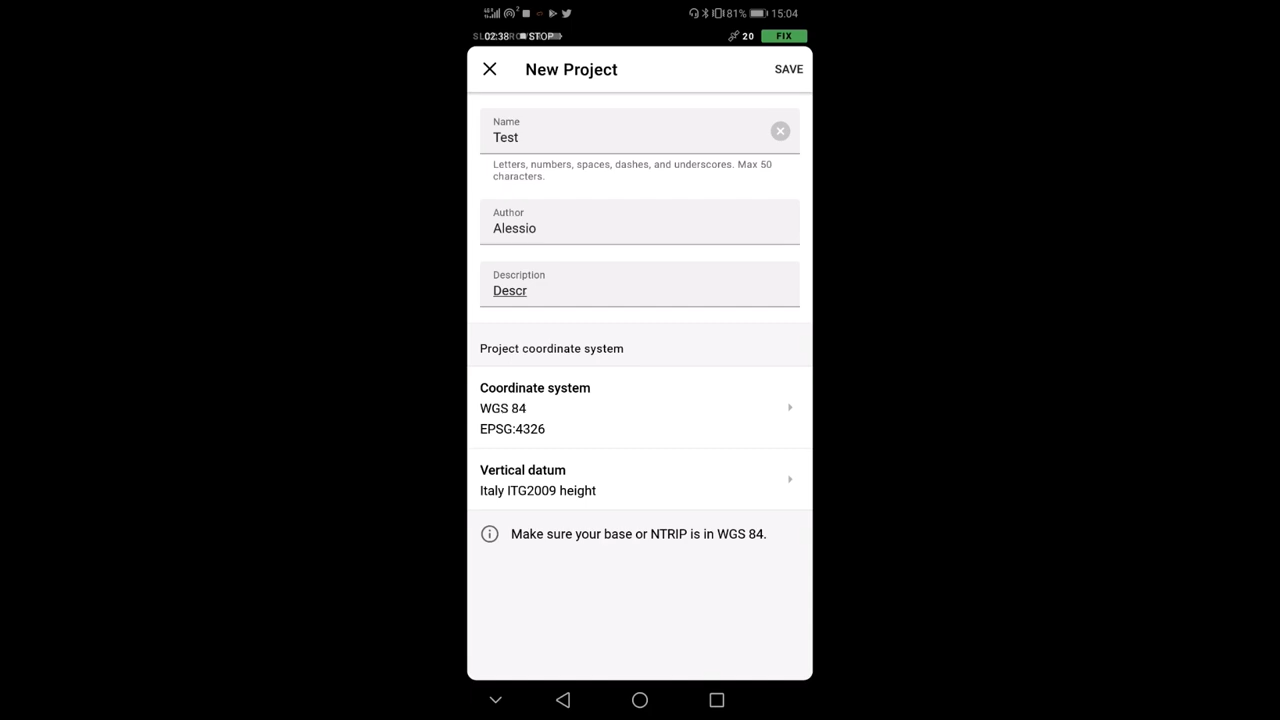 81% 15:04
02:38 STOP 20 FIX
New Project SAVE
Name
Test
Letters, numbers, spaces, dashes, and underscores. Max 50
characters.
Author
Alessio
Description
Descr
Project coordinate system
Coordinate system
WGS 84
EPSG:4326
Vertical datum
Italy ITG2009 height
Make sure your base or NTRIP is in WGS 84.